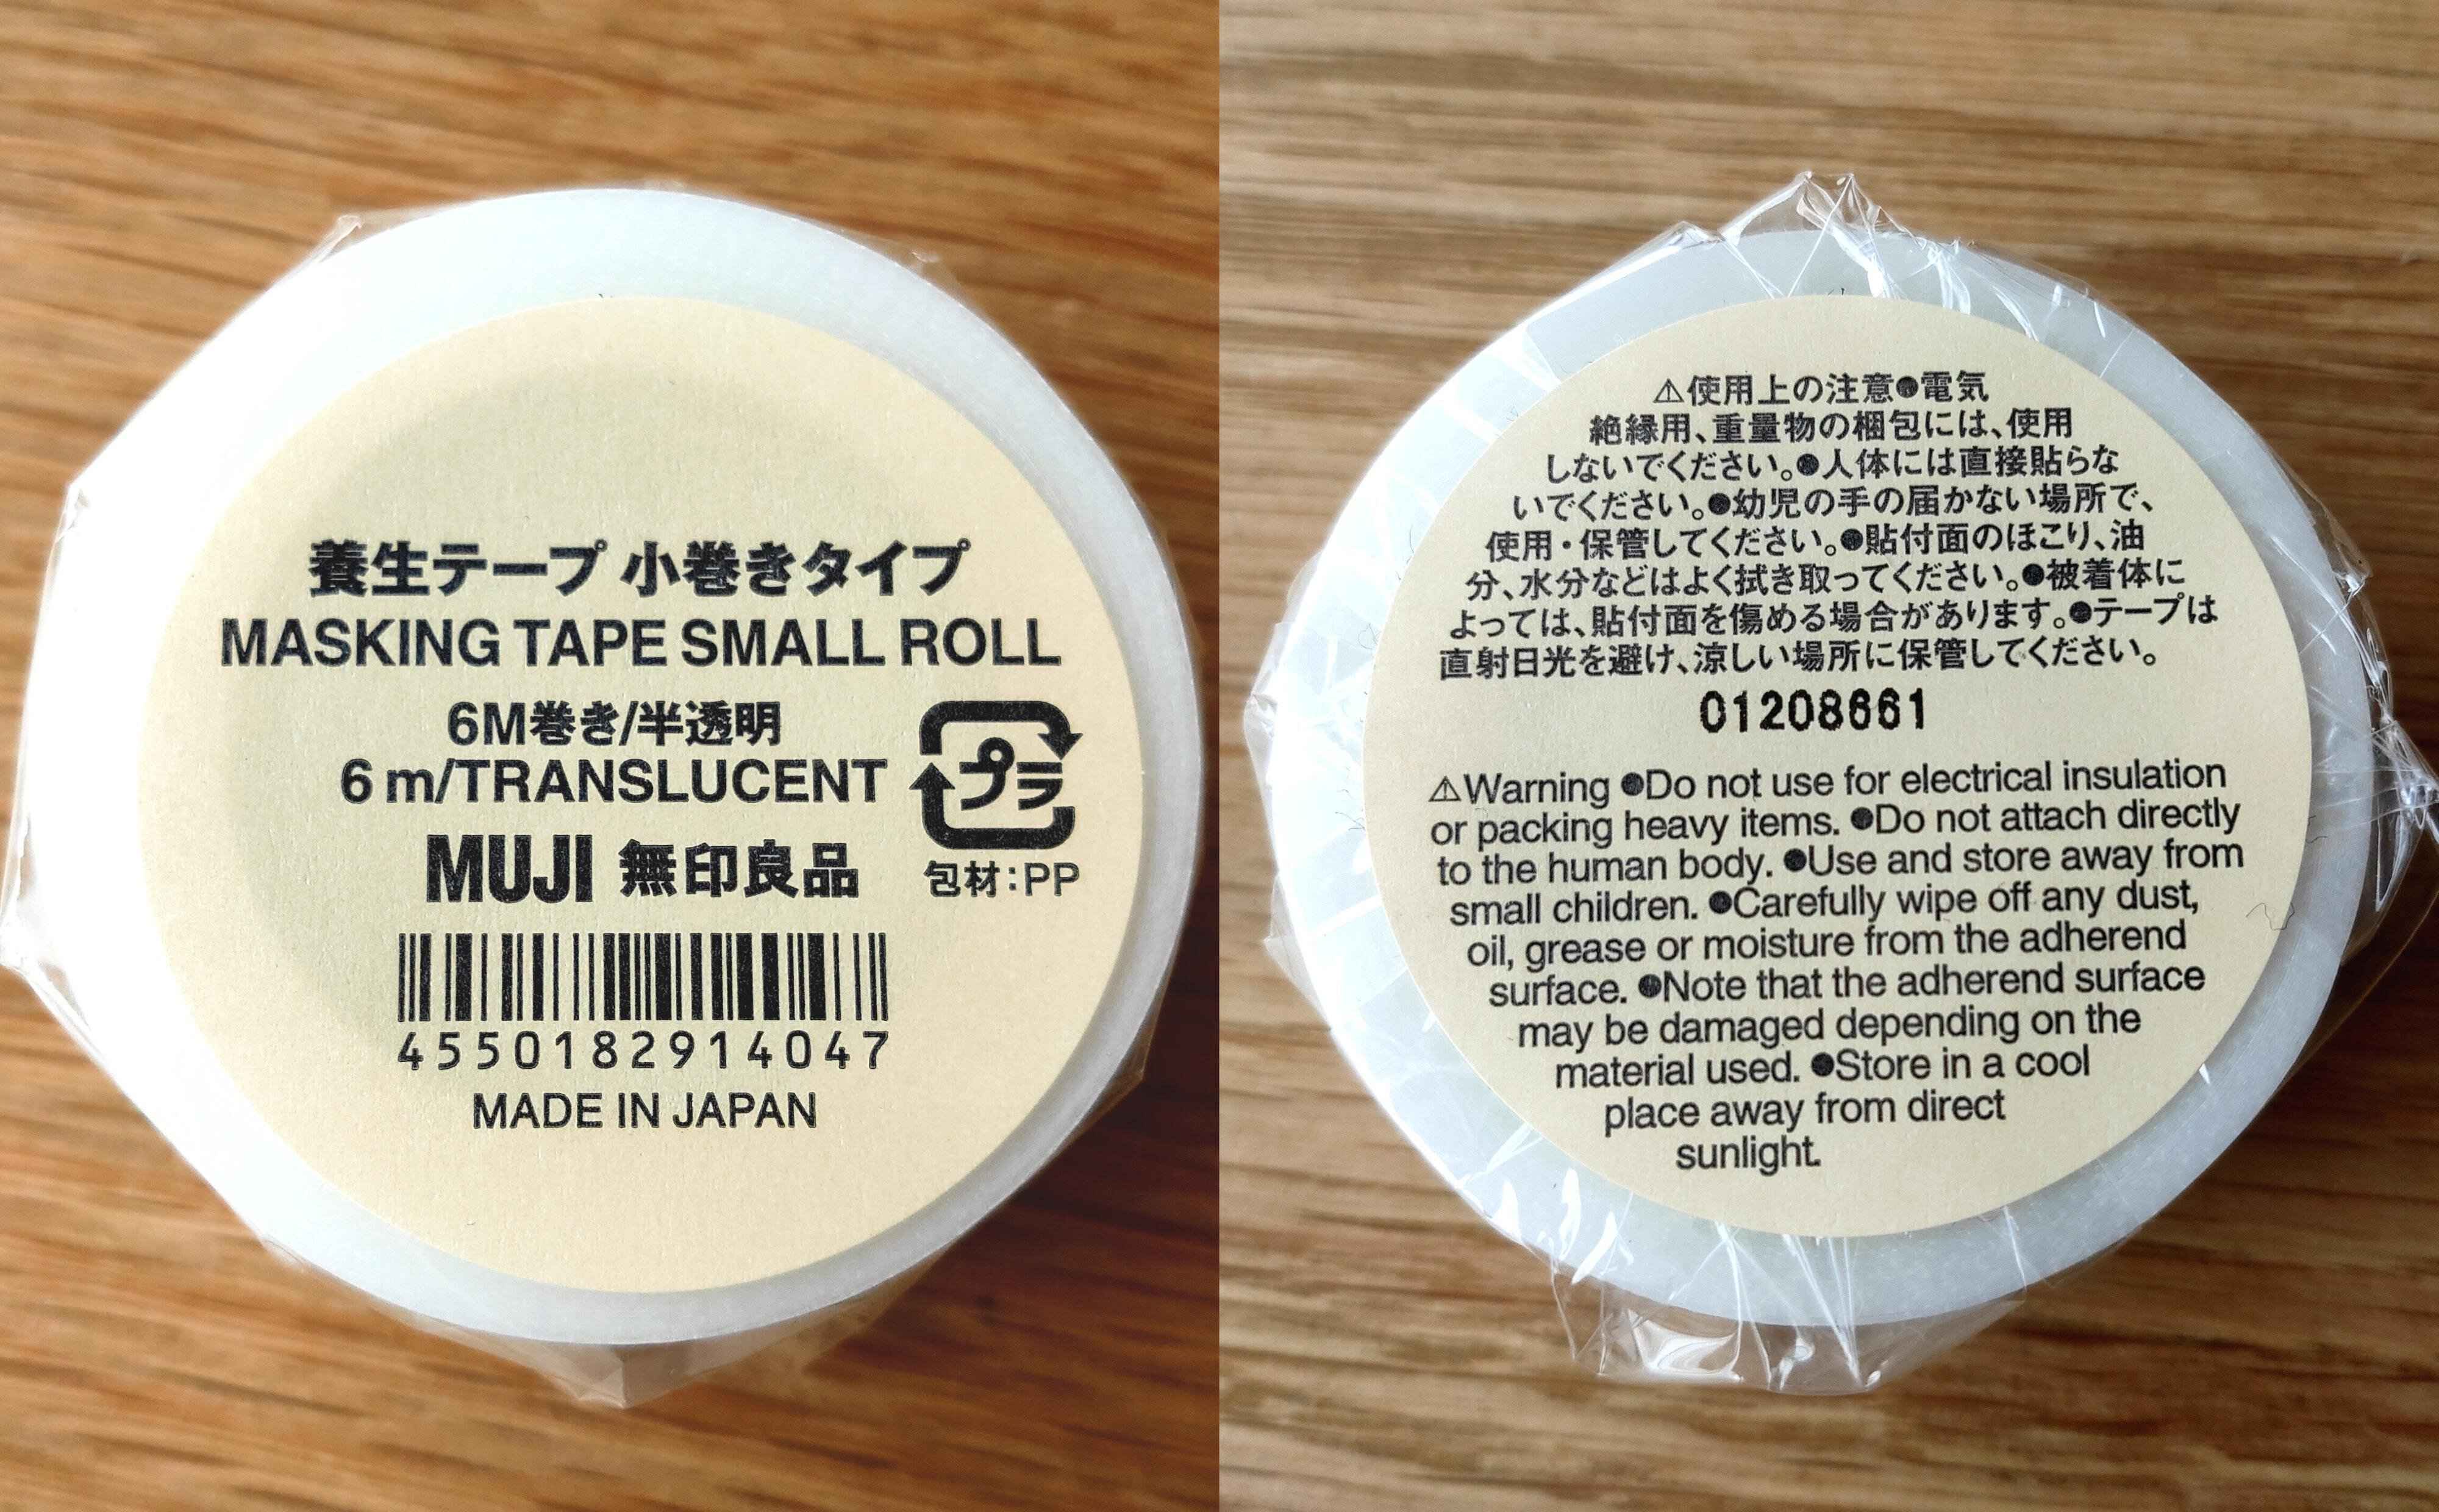 養生テープ 小巻きタイプ
MASKING TAPE SMALL ROLL
6M巻き/半透明
6m/TRANSLUCENT
プラ
包材:PP
MUJI 無印良品
4550182914047
MADE IN JAPAN
⚠使用上の注意●電気
絶縁用、重量物の梱包には、使用
しないでください。●人体には直接貼らな
いでください。●幼児の手の届かない場所で、
使用・保管してください。●貼付面のほこり、油
分、水分などはよく拭き取ってください。●被着体に
よっては、貼付面を傷める場合があります。●テープは
直射日光を避け、涼しい場所に保管してください。
01208661
⚠Warning ●Do not use for electrical insulation
or packing heavy items. ●Do not attach directly
to the human body. ●Use and store away from
small children. ●Carefully wipe off any dust,
oil, grease or moisture from the adherend
surface. ●Note that the adherend surface
may be damaged depending on the
material used. ●Store in a cool
place away from direct
sunlight.